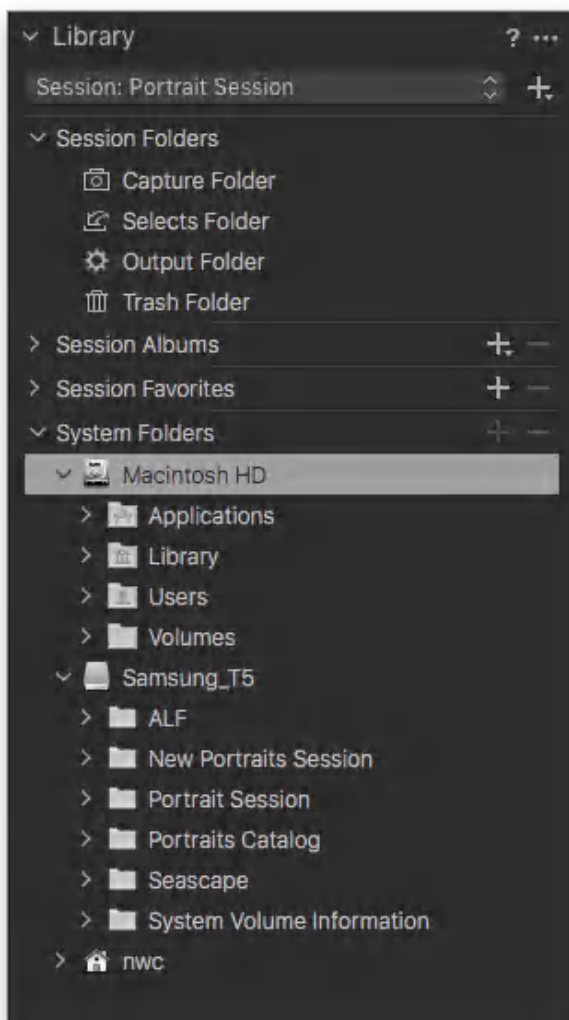 Library ? ...
Session: Portrait Session
Session Folders
Capture Folder
Selects Folder
Output Folder
Trash Folder
Session Albums
Session Favorites
System Folders
Macintosh HD
Applications
Library
Users
Volumes
Samsung_T5
ALF
New Portraits Session
Portrait Session
Portraits Catalog
Seascape
System Volume Information
nwc